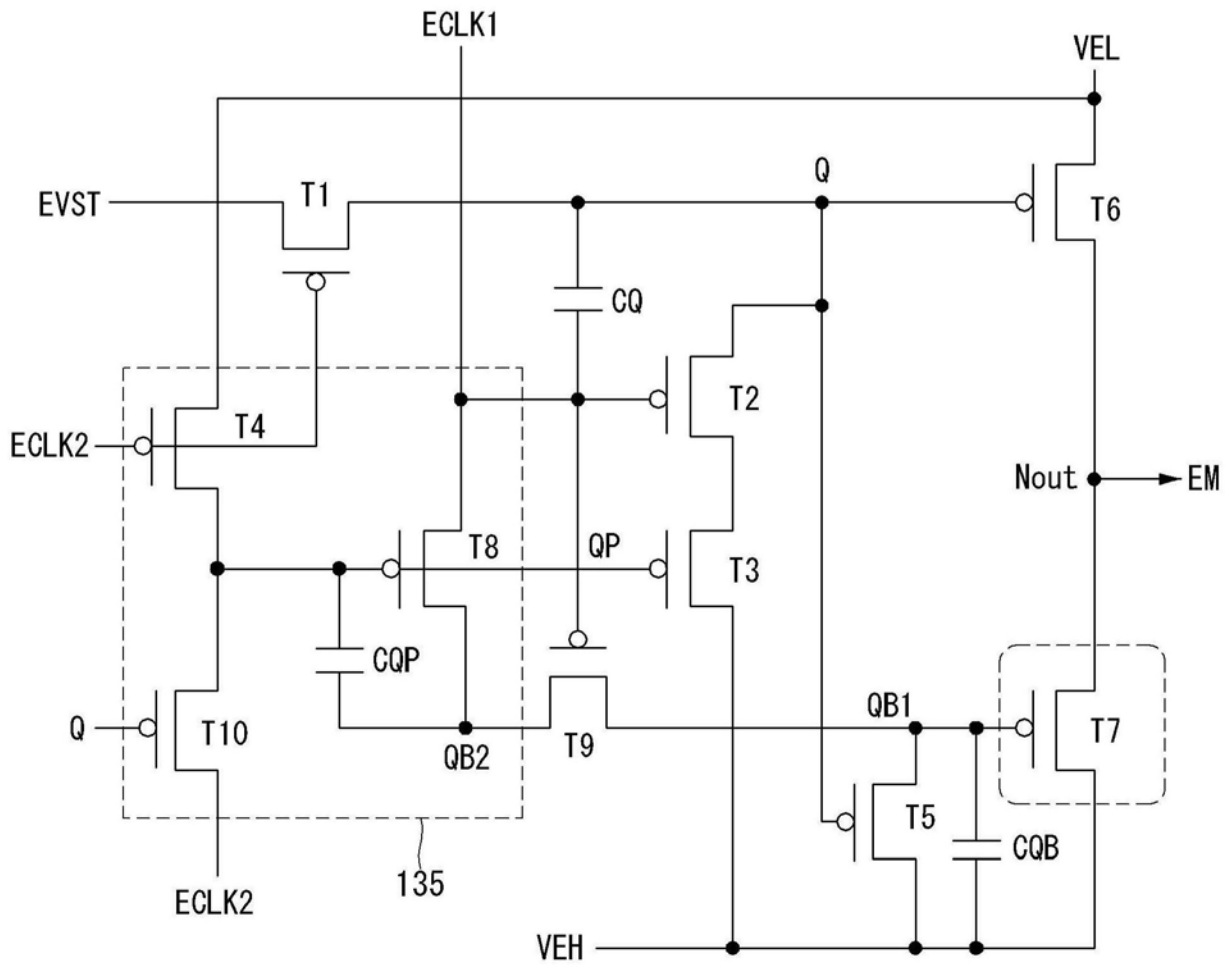 ECLK1
VEL
Q
EVST
T1
T6
CQ
T2
T4
ECLK2
Nout
EM
T8
QP
T3
CQP
QB1
Q
T10
QB2
T9
T7
T5
CQB
135
ECLK2
VEH